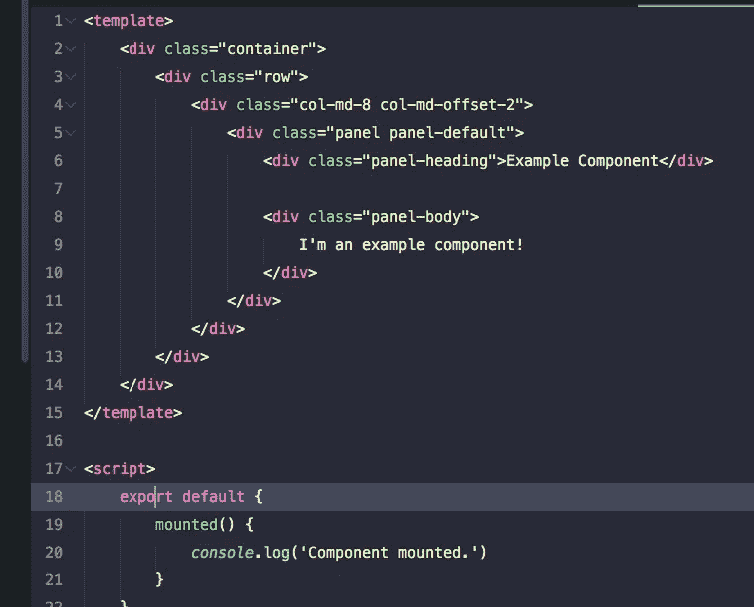 1 <template>
2 <div class="container">
3 <div class="row">
4 <div class="col-md-8 col-md-offset-2">
5 <div class="panel panel-default">
6 <div class="panel-heading">Example Component</div>
7
8 <div class="panel-body">
9 I'm an example component!
10 </div>
11 </div>
12 </div>
13 </div>
14 </div>
15 </template>
16
17 <script>
18 export default {
19 mounted() {
20 console.log('Component mounted.')
21 }
22 }